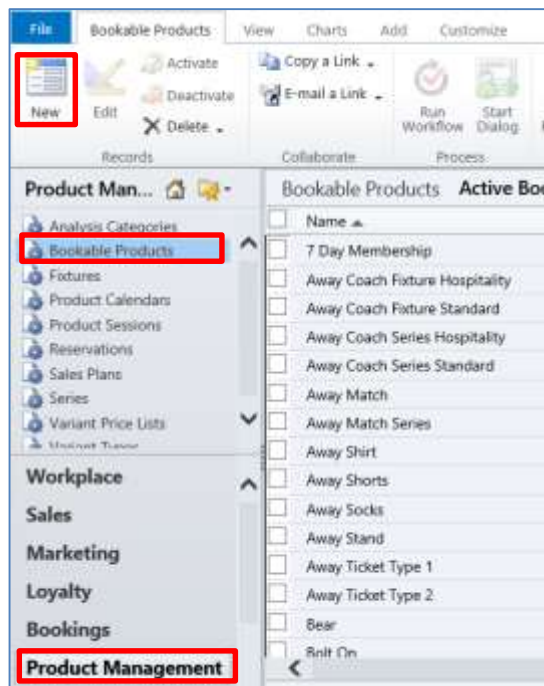 File Bookable Products View Charts Add Customize
New
Edit
Activate
Deactivate
Delete
Records
Copy a Link
E-mail a Link
Collaborate
Run Workflow
Start Dialog
Process
Product Man...
Analysis Categories
Bookable Products
Fixtures
Product Calendars
Product Sessions
Reservations
Sales Plans
Series
Variant Price Lists
Variant Types
Workplace
Sales
Marketing
Loyalty
Bookings
Product Management
Bookable Products Active Boo
Name
7 Day Membership
Away Coach Fixture Hospitality
Away Coach Fixture Standard
Away Coach Series Hospitality
Away Coach Series Standard
Away Match
Away Match Series
Away Shirt
Away Shorts
Away Socks
Away Stand
Away Ticket Type 1
Away Ticket Type 2
Bear
Bolt On